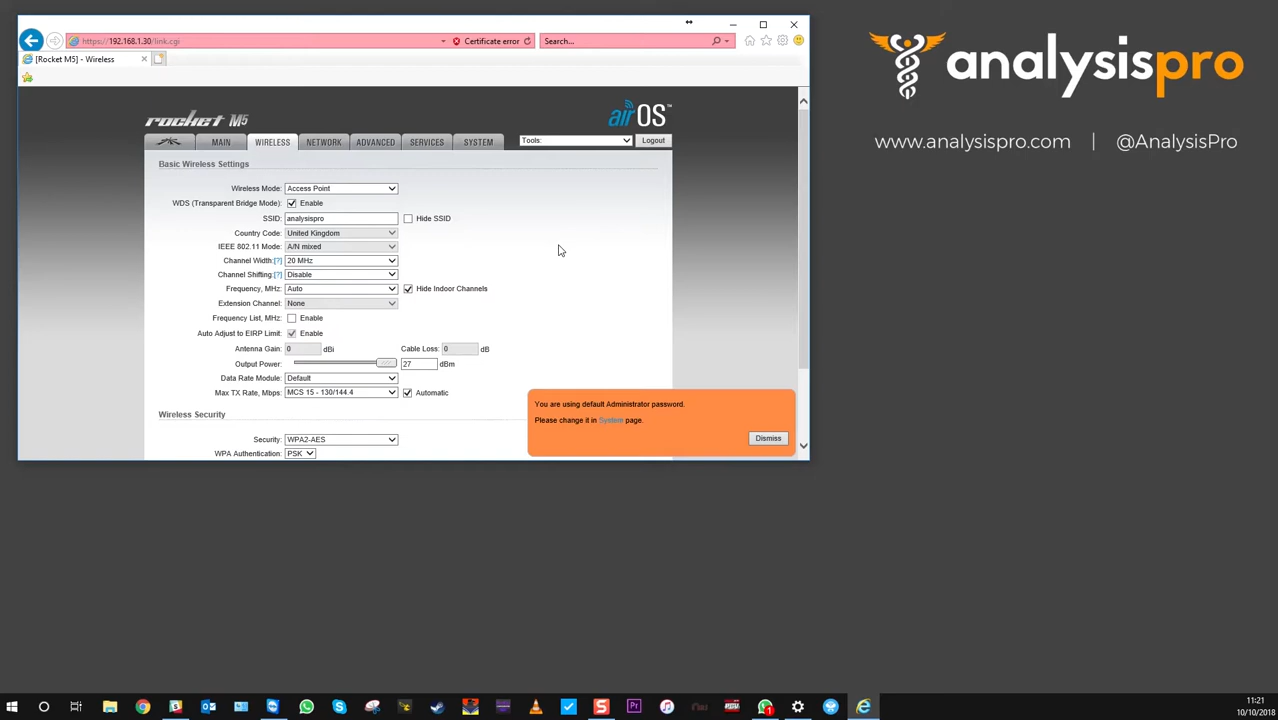 https://192.168.1.30/link.cgi
Certificate error
Search...
[Rocket M5] - Wireless
rocket M5
airOS™
MAIN WIRELESS NETWORK ADVANCED SERVICES SYSTEM
Tools:
Logout
Basic Wireless Settings
Wireless Mode: Access Point
WDS (Transparent Bridge Mode): Enable
SSID: analysispro Hide SSID
Country Code: United Kingdom
IEEE 802.11 Mode: A/N mixed
Channel Width:[?] 20 MHz
Channel Shifting:[?] Disable
Frequency, MHz: Auto Hide Indoor Channels
Extension Channel: None
Frequency List, MHz: Enable
Auto Adjust to EIRP Limit: Enable
Antenna Gain: 0 dBi Cable Loss: 0 dB
Output Power: 27 dBm
Data Rate Module: Default
Max TX Rate, Mbps: MCS 15 - 130/144.4 Automatic
Wireless Security
Security: WPA2-AES
WPA Authentication: PSK
You are using default Administrator password.
Please change it in System page.
Dismiss
analysispro
www.analysispro.com | @AnalysisPro
11:21
10/10/2018